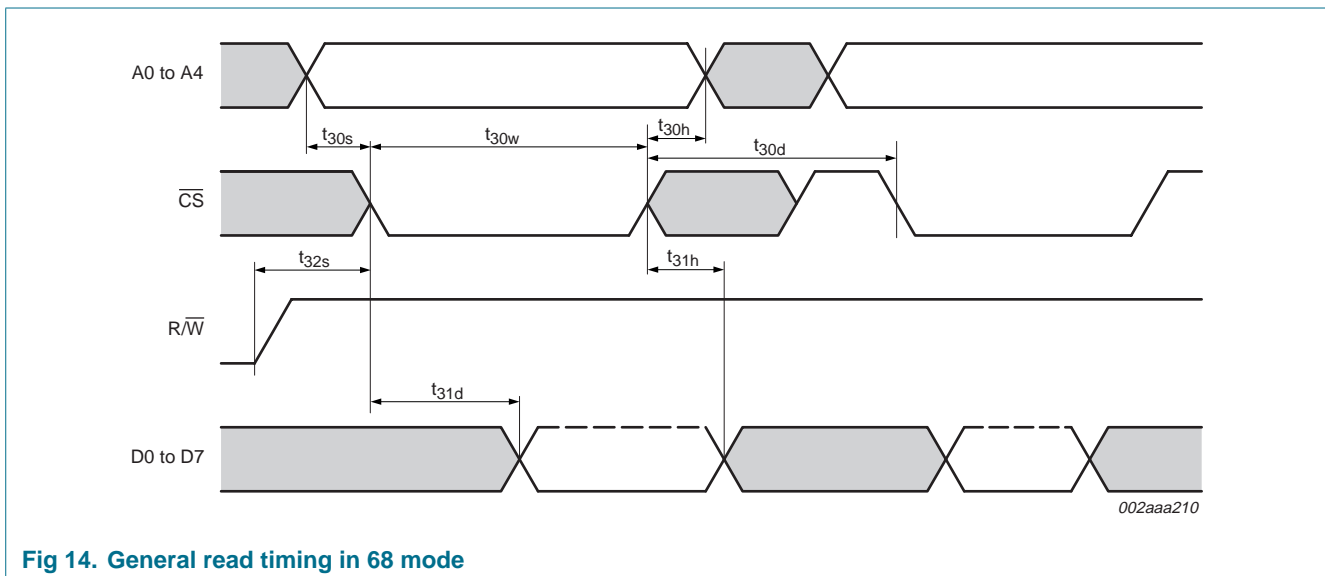 A0 to A4
t30s
t30w
t30h
t30d
CS
t32s
t31h
R/W
t31d
D0 to D7
002aaa210
Fig 14. General read timing in 68 mode